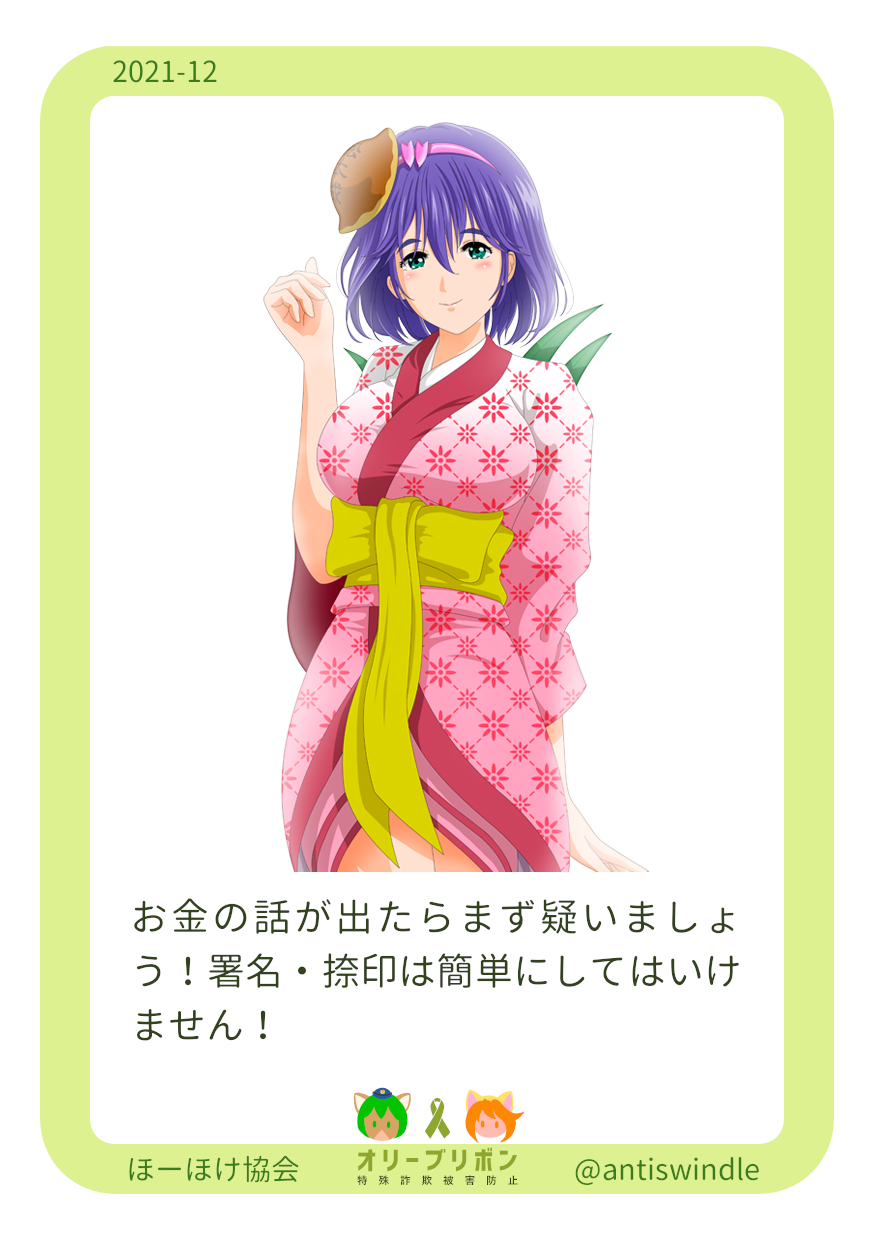 2021-12
お金の話が出たらまず疑いましょ
う！署名・捺印は簡単にしてはいけ
ません！
ほーほけ協会
オリーブリボン
特殊詐欺被害防止
@antiswindle